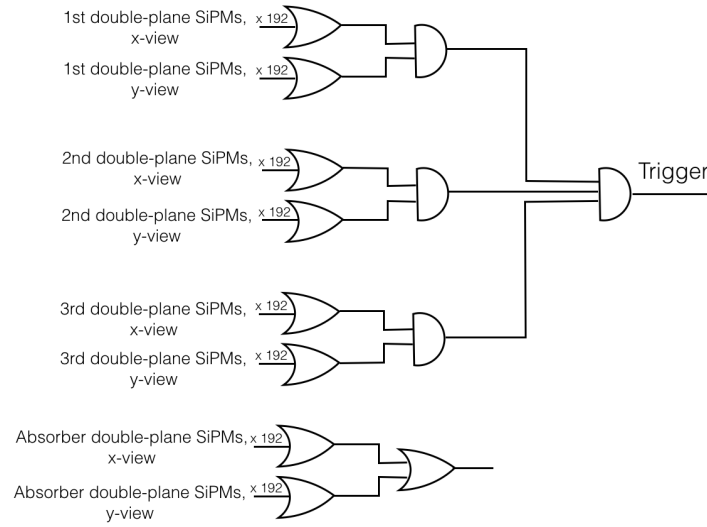 1st double-plane SiPMs, x 192
x-view
1st double-plane SiPMs, x 192
y-view
2nd double-plane SiPMs, x 192
x-view
Trigger
2nd double-plane SiPMs, x 192
y-view
3rd double-plane SiPMs, x 192
x-view
3rd double-plane SiPMs, x 192
y-view
Absorber double-plane SiPMs, x 192
x-view
Absorber double-plane SiPMs, x 192
y-view